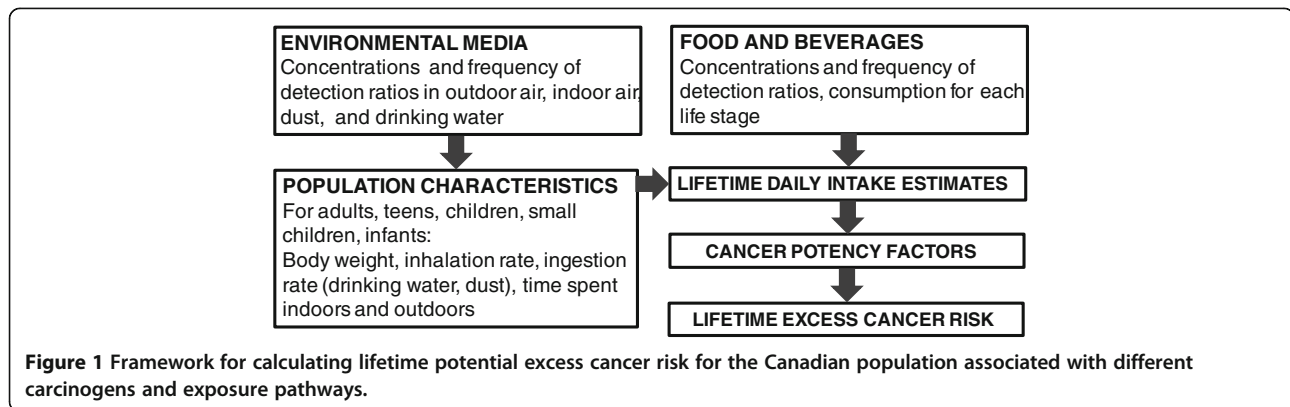 ENVIRONMENTAL MEDIA
Concentrations and frequency of
detection ratios in outdoor air, indoor air,
dust, and drinking water
POPULATION CHARACTERISTICS
For adults, teens, children, small
children, infants:
Body weight, inhalation rate, ingestion
rate (drinking water, dust), time spent
indoors and outdoors
FOOD AND BEVERAGES
Concentrations and frequency of
detection ratios, consumption for each
life stage
LIFETIME DAILY INTAKE ESTIMATES
CANCER POTENCY FACTORS
LIFETIME EXCESS CANCER RISK
Figure 1 Framework for calculating lifetime potential excess cancer risk for the Canadian population associated with different
carcinogens and exposure pathways.